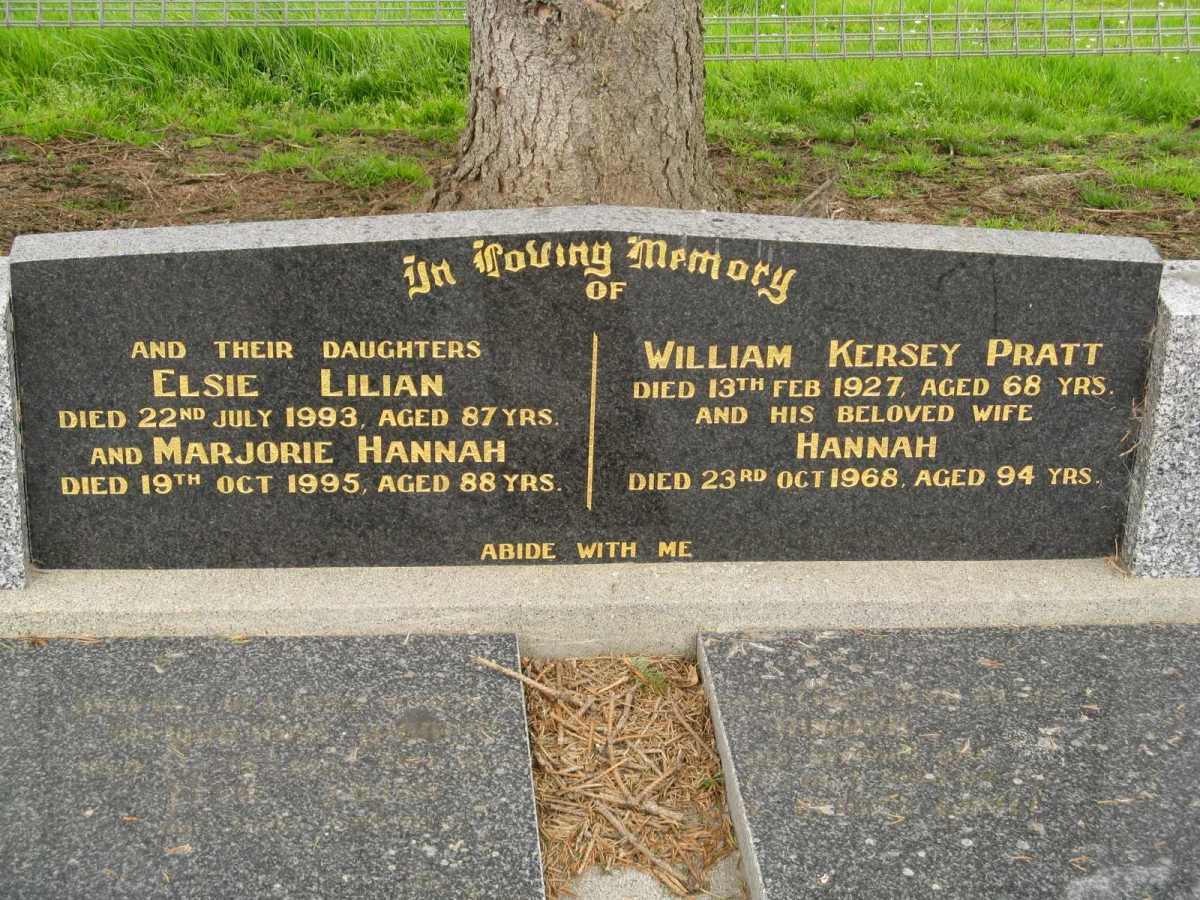 In Loving Memory
OF
AND THEIR DAUGHTERS
ELSIE LILIAN
DIED 22ND JULY 1993, AGED 87 YRS.
AND MARJORIE HANNAH
DIED 19TH OCT 1995, AGED 88 YRS.
WILLIAM KERSEY PRATT
DIED 13TH FEB 1927, AGED 68 YRS.
AND HIS BELOVED WIFE
HANNAH
DIED 23RD OCT 1968, AGED 94 YRS.
ABIDE WITH ME